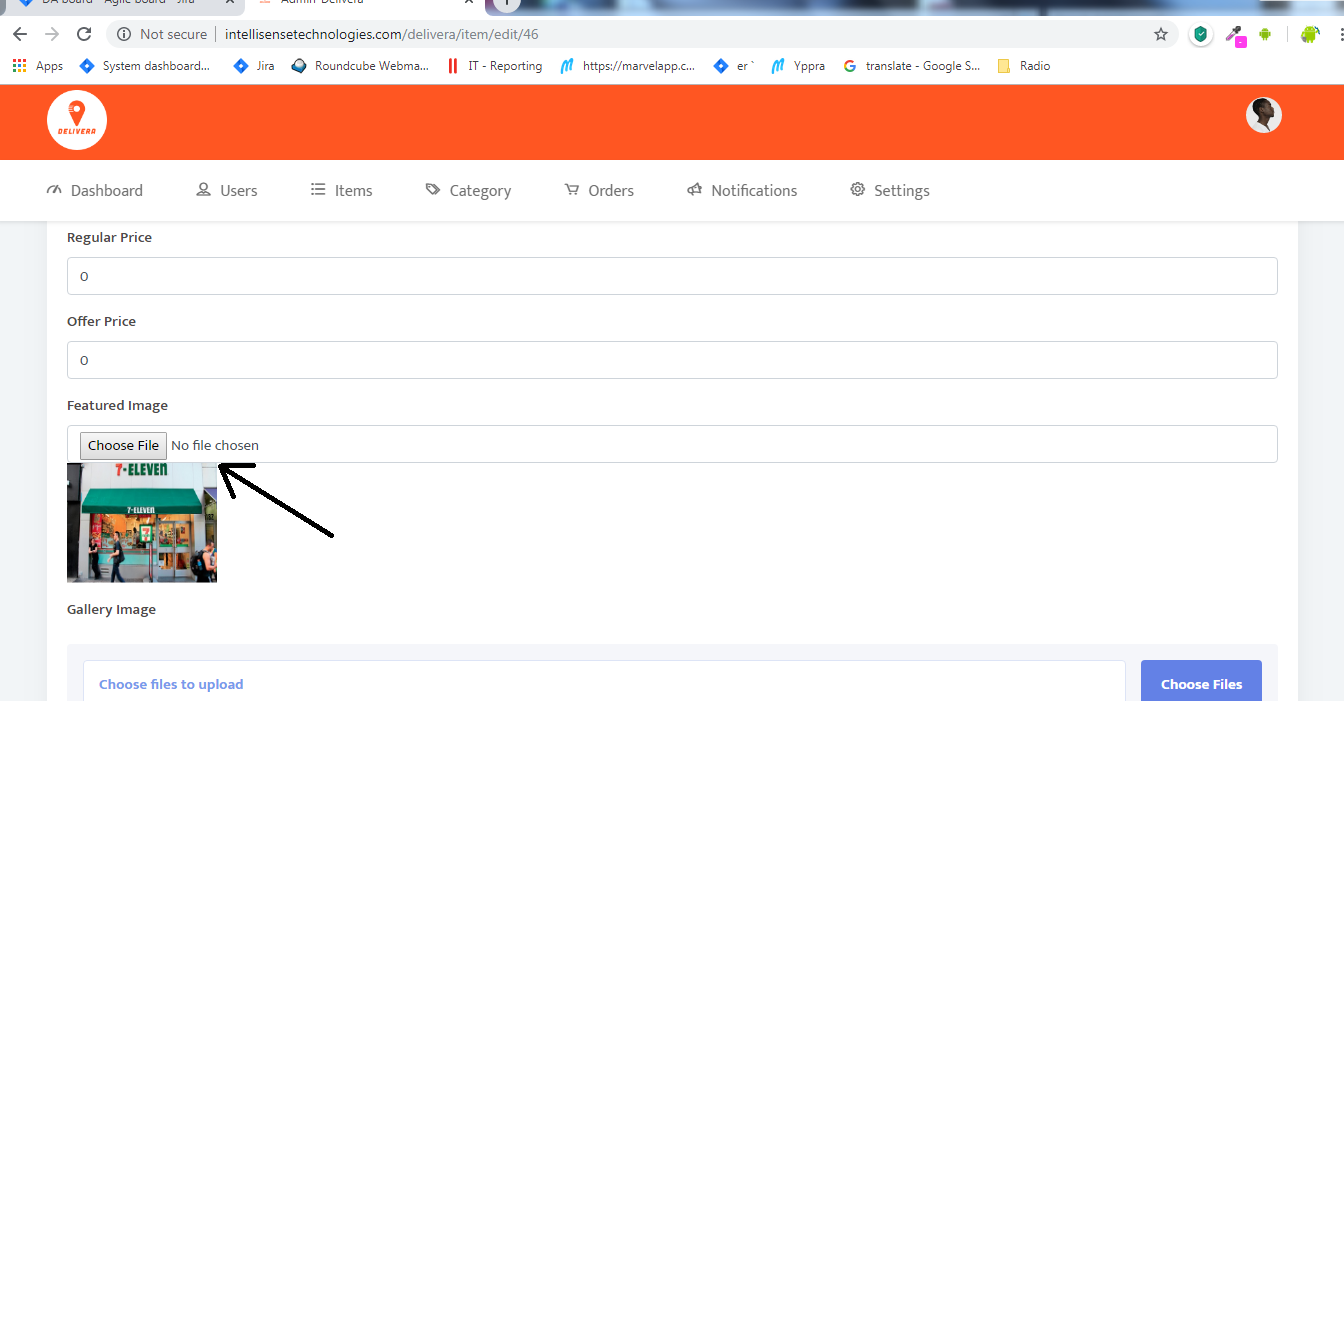 DA board - Agile board - Jira
Admin-Delivera
Not secure intellisensetechnologies.com/delivera/item/edit/46
Apps System dashboard... Jira Roundcube Webma... IT - Reporting https://marvelapp.c... er ` Yppra translate - Google S... Radio
DELIVERA
Dashboard Users Items Category Orders Notifications Settings
Regular Price
0
Offer Price
0
Featured Image
Choose File No file chosen
7-ELEVEN
7-ELEVEN
Gallery Image
Choose files to upload Choose Files